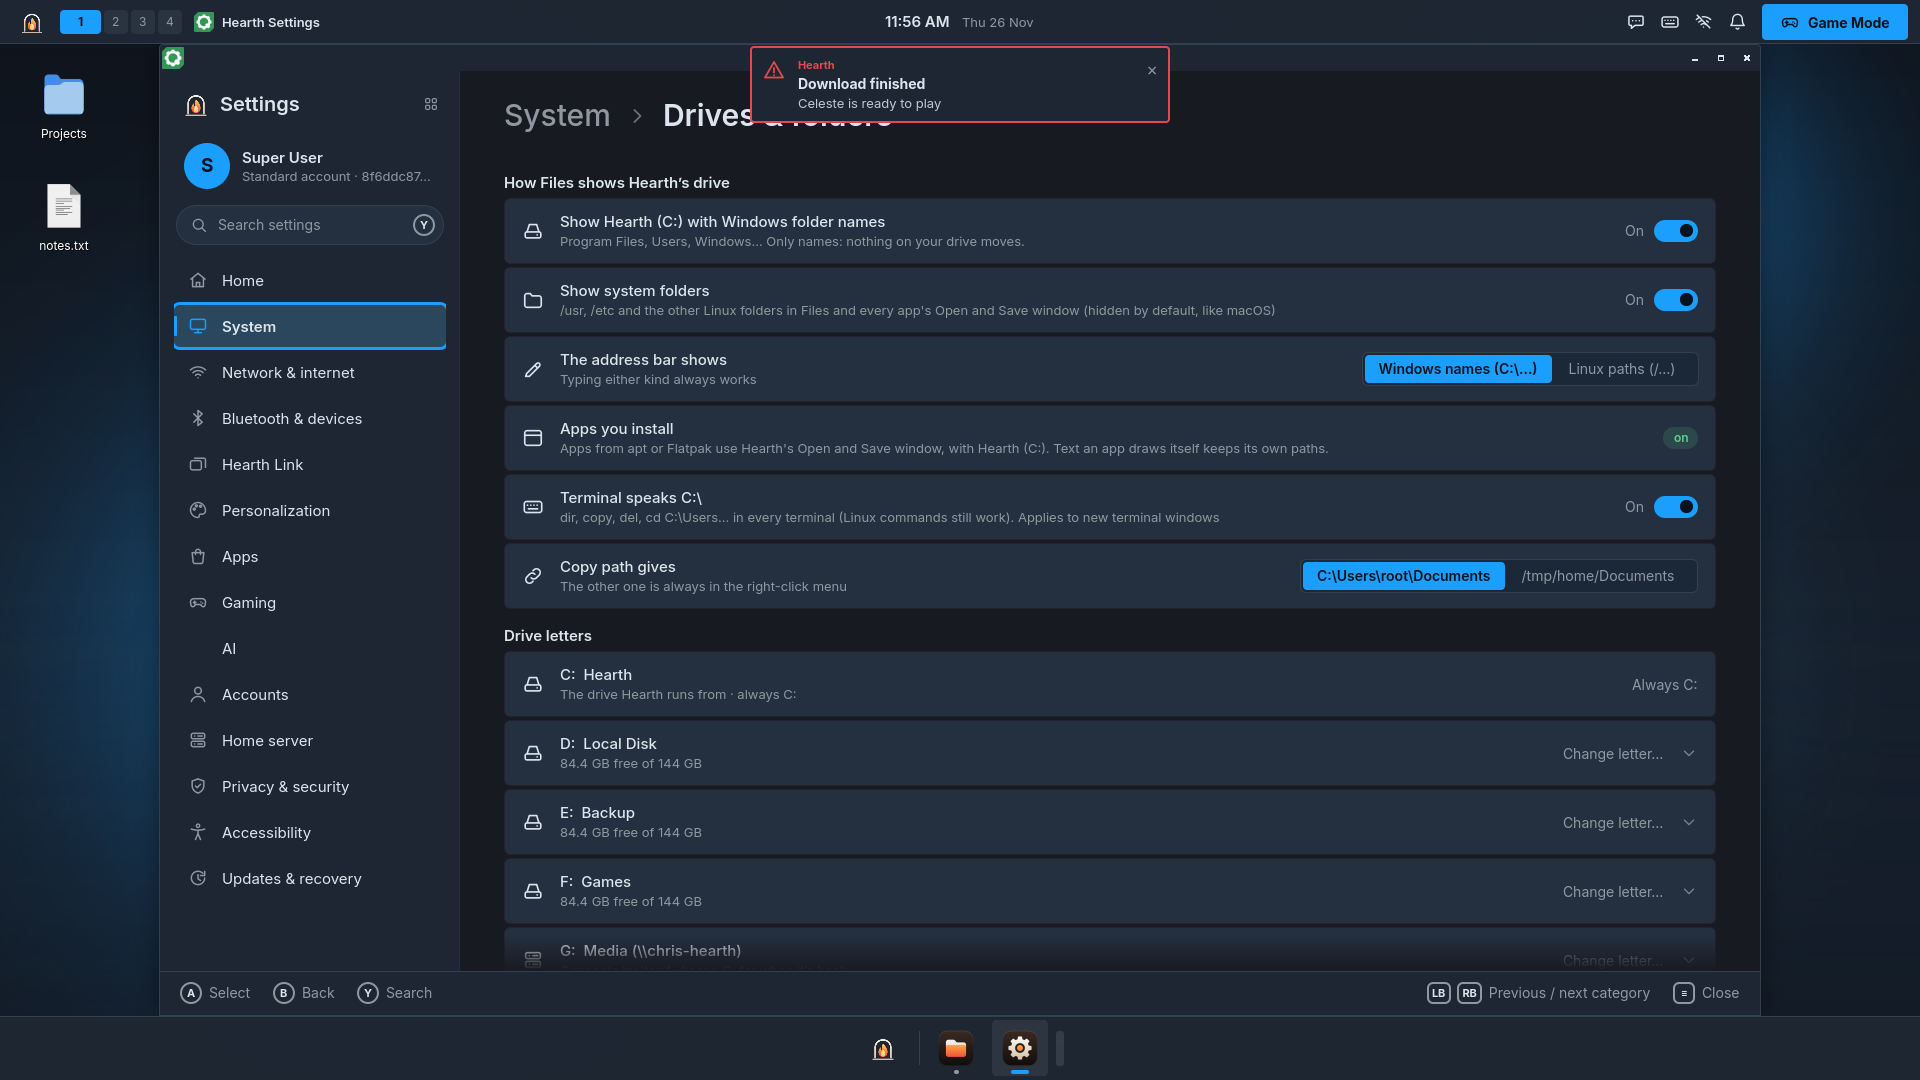 1 2 3 4 Hearth Settings
11:56 AM Thu 26 Nov
Game Mode
Projects
notes.txt
Hearth
Download finished
Celeste is ready to play
Settings
Super User
Standard account · 8f6ddc87...
Search settings Y
Home
System
Network & internet
Bluetooth & devices
Hearth Link
Personalization
Apps
Gaming
AI
Accounts
Home server
Privacy & security
Accessibility
Updates & recovery
System > Drives & folders
How Files shows Hearth's drive
Show Hearth (C:) with Windows folder names
Program Files, Users, Windows... Only names: nothing on your drive moves.
On
Show system folders
/usr, /etc and the other Linux folders in Files and every app's Open and Save window (hidden by default, like macOS)
On
The address bar shows
Typing either kind always works
Windows names (C:\...) Linux paths (/...)
Apps you install
Apps from apt or Flatpak use Hearth's Open and Save window, with Hearth (C:). Text an app draws itself keeps its own paths.
on
Terminal speaks C:\
dir, copy, del, cd C:\Users... in every terminal (Linux commands still work). Applies to new terminal windows
On
Copy path gives
The other one is always in the right-click menu
C:\Users\root\Documents /tmp/home/Documents
Drive letters
C: Hearth
The drive Hearth runs from · always C:
Always C:
D: Local Disk
84.4 GB free of 144 GB
Change letter...
E: Backup
84.4 GB free of 144 GB
Change letter...
F: Games
84.4 GB free of 144 GB
Change letter...
G: Media (\\chris-hearth)
Change letter...
A Select B Back Y Search
LB RB Previous / next category Close